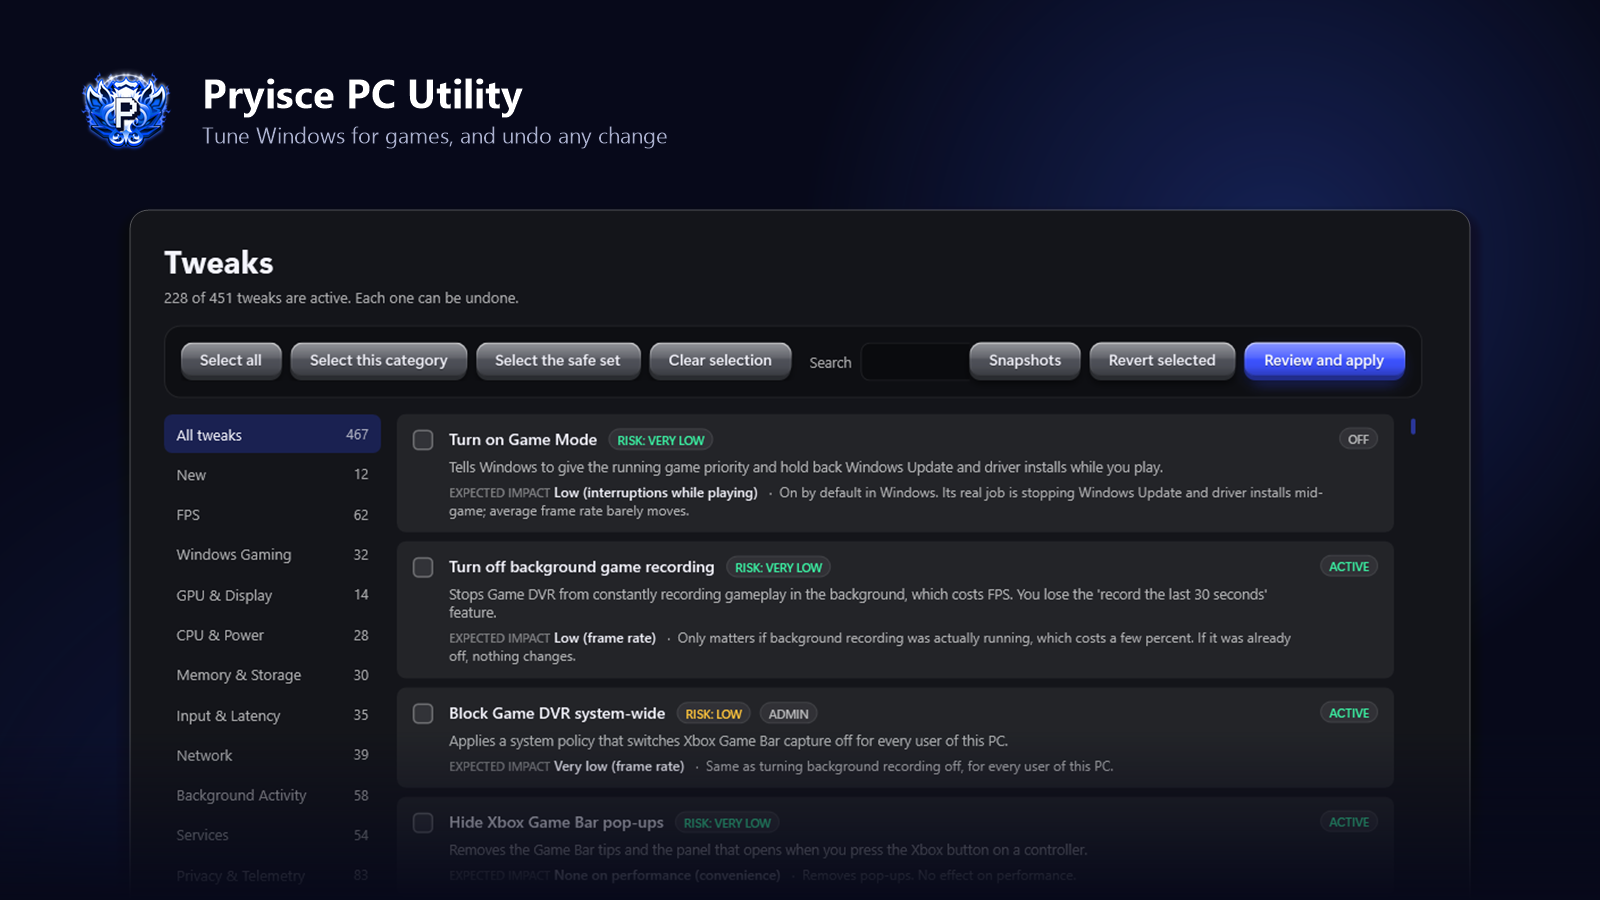 P
Pryisce PC Utility
Tune Windows for games, and undo any change
Tweaks
228 of 451 tweaks are active. Each one can be undone.
Select all
Select this category
Select the safe set
Clear selection
Search
Snapshots
Revert selected
Review and apply
All tweaks 467
New 12
FPS 62
Windows Gaming 32
GPU & Display 14
CPU & Power 28
Memory & Storage 30
Input & Latency 35
Network 39
Background Activity 58
Services 54
Privacy & Telemetry 83
Turn on Game Mode RISK: VERY LOW OFF
Tells Windows to give the running game priority and hold back Windows Update and driver installs while you play.
EXPECTED IMPACT Low (interruptions while playing) · On by default in Windows. Its real job is stopping Windows Update and driver installs mid-
game; average frame rate barely moves.
Turn off background game recording RISK: VERY LOW ACTIVE
Stops Game DVR from constantly recording gameplay in the background, which costs FPS. You lose the 'record the last 30 seconds'
feature.
EXPECTED IMPACT Low (frame rate) · Only matters if background recording was actually running, which costs a few percent. If it was already
off, nothing changes.
Block Game DVR system-wide RISK: LOW ADMIN ACTIVE
Applies a system policy that switches Xbox Game Bar capture off for every user of this PC.
EXPECTED IMPACT Very low (frame rate) · Same as turning background recording off, for every user of this PC.
Hide Xbox Game Bar pop-ups RISK: VERY LOW ACTIVE
Removes the Game Bar tips and the panel that opens when you press the Xbox button on a controller.
EXPECTED IMPACT None on performance (convenience) · Removes pop-ups. No effect on performance.